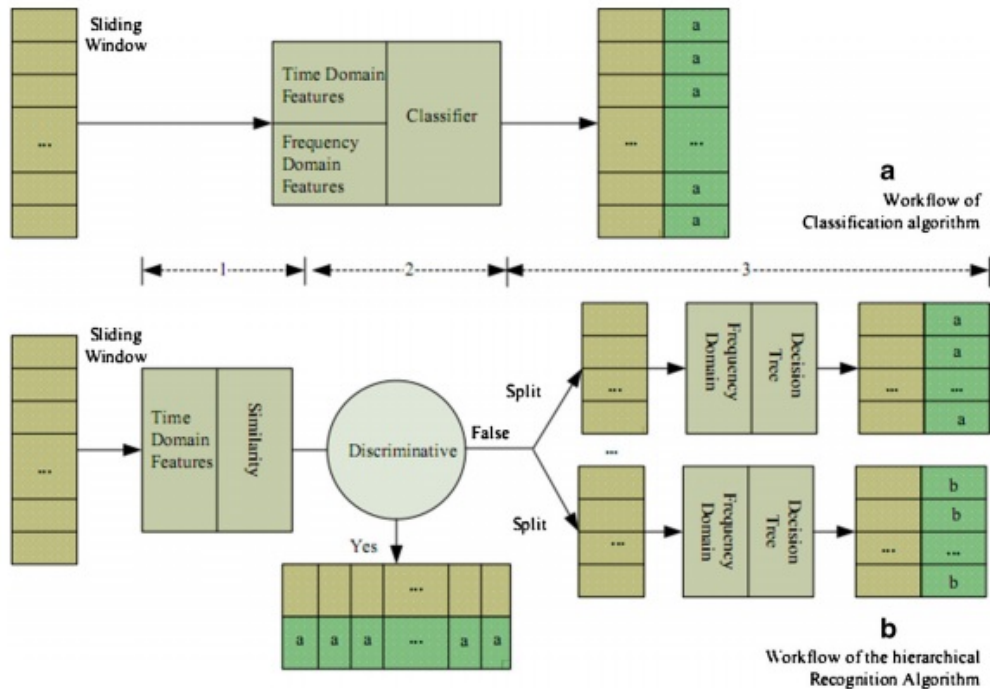 Sliding
Window
...
Time Domain
Features
Frequency
Domain
Features
Classifier
a
a
a
...
...
a
a
a
Workflow of
Classification algorithm
1
2
3
Sliding
Window
...
Time
Domain
Features
Similarity
Discriminative
False
Yes
...
a a a ... a a
Split
...
Frequency
Domain
Decision
Tree
a
a
... ...
a
...
Split
...
Frequency
Domain
Decision
Tree
b
b
... ...
b
b
Workflow of the hierarchical
Recognition Algorithm